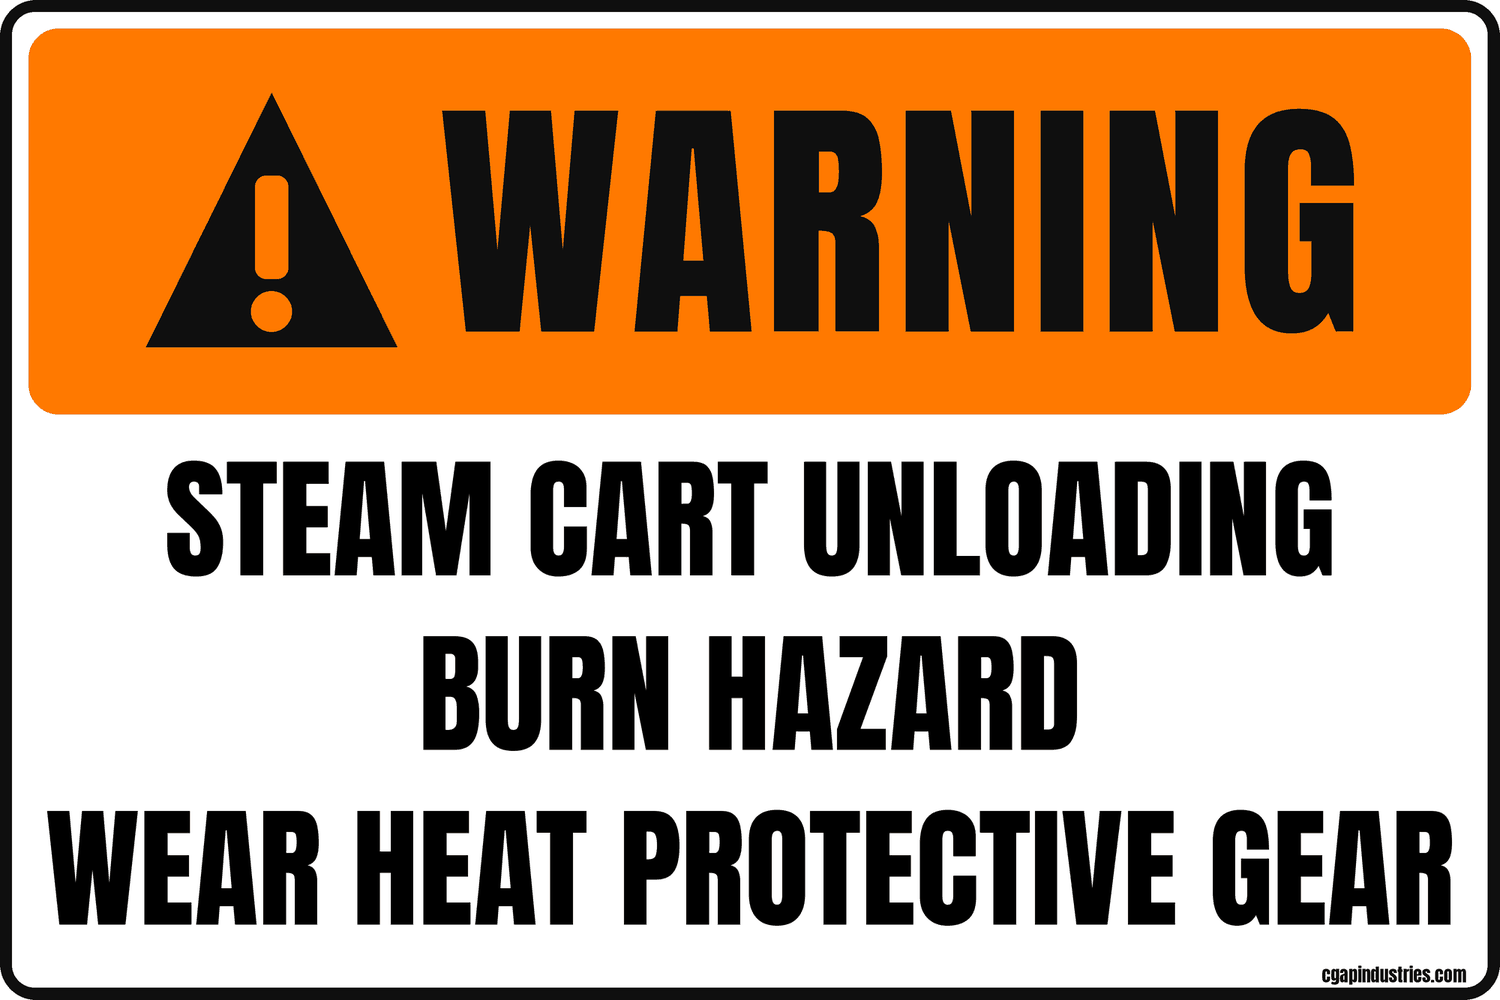 WARNING
STEAM CART UNLOADING
BURN HAZARD
WEAR HEAT PROTECTIVE GEAR
cgapindustries.com